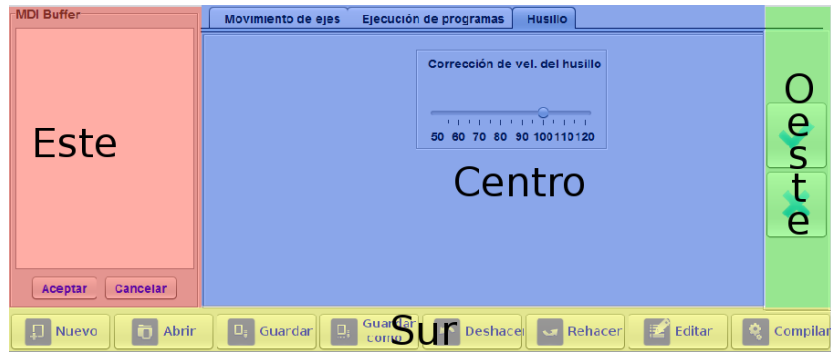 MDI Buffer
Movimiento de ejes Ejecución de programas Husillo
Corrección de vel. del husillo
50 60 70 80 90 100 110 120
Este
Centro
Oeste
Aceptar Cancelar
Nuevo Abrir Guardar Guardar como Deshacer Rehacer Editar Compilar
Sur